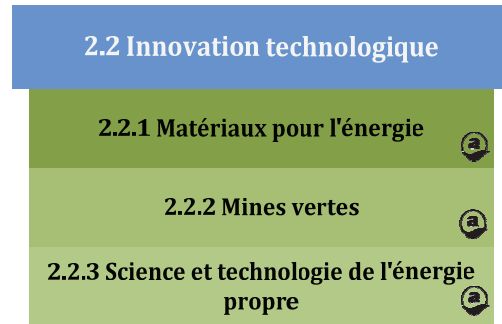 2.2 Innovation technologique
2.2.1 Matériaux pour l'énergie
a
2.2.2 Mines vertes
a
2.2.3 Science et technologie de l'énergie
propre
a